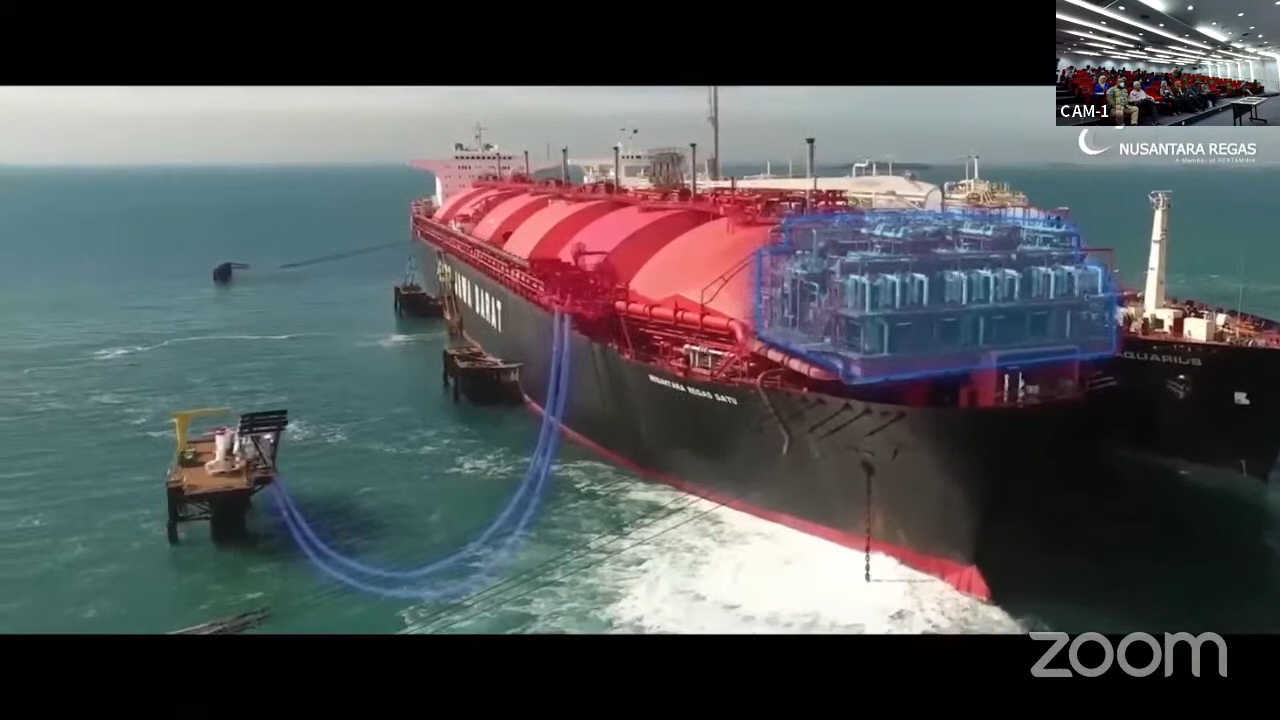 CAM-1
NUSANTARA REGAS
A Member of PERTAMINA
JAWA BARAT
NUSANTARA REGAS SATU
AQUARIUS
zoom